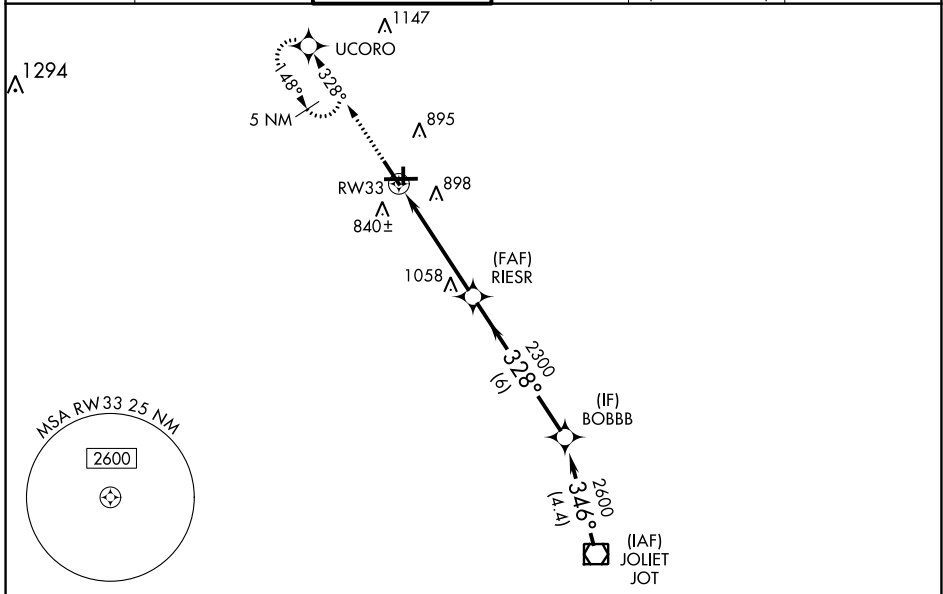 1147
UCORO
1294
148°
328°
5 NM
895
RW33
898
840±
(FAF)
RIESR
1058
2300
328°
(6)
(IF)
BOBBB
MSA RW33 25 NM
2600
2600
346°
(4.4)
(IAF)
JOLIET
JOT